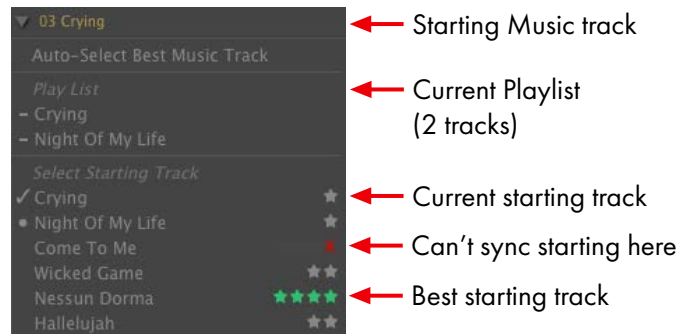 03 Crying
Starting Music track
Auto-Select Best Music Track
Play List
Current Playlist
(2 tracks)
– Crying
– Night Of My Life
Select Starting Track
✓ Crying ★
Current starting track
• Night Of My Life ★
Come To Me x
Can't sync starting here
Wicked Game ★★
Nessun Dorma ★★★★
Best starting track
Hallelujah ★★